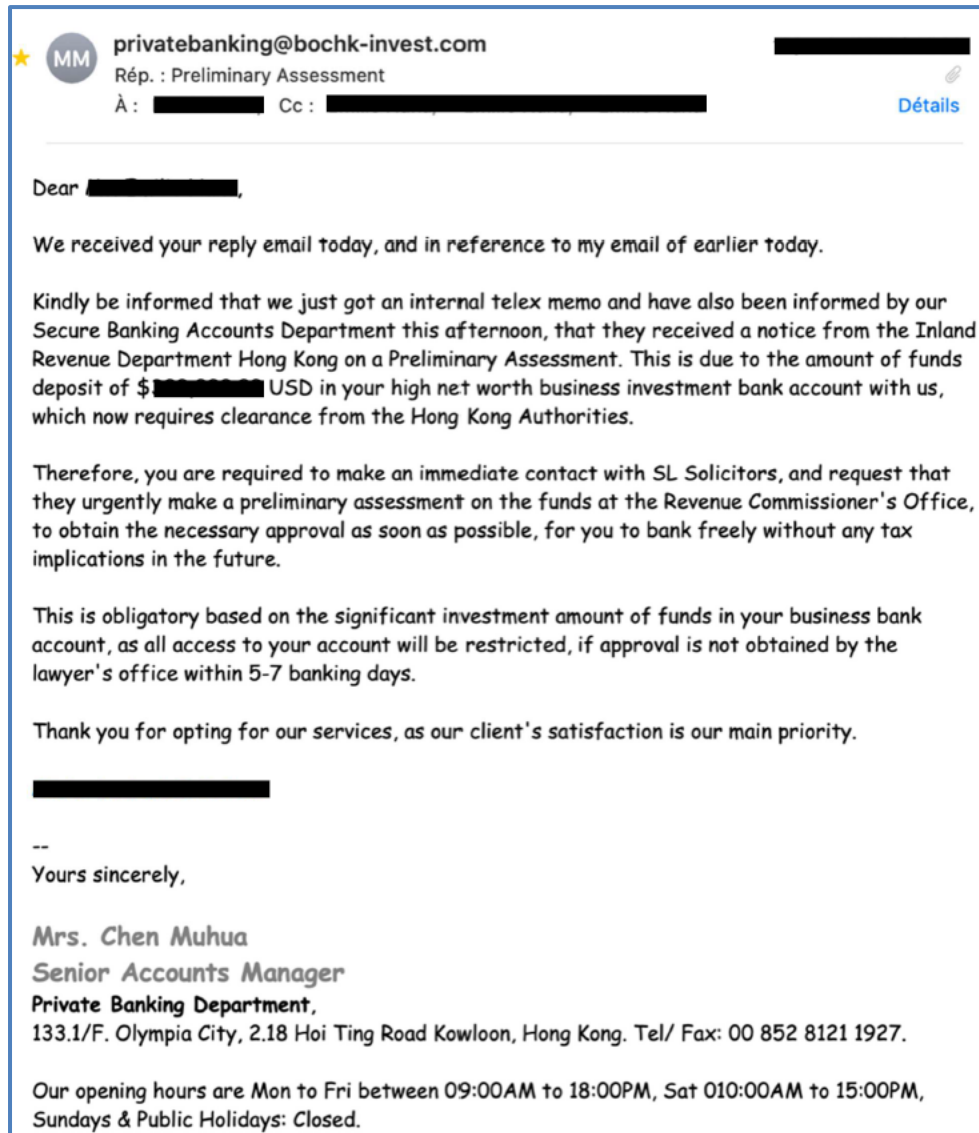 MM
privatebanking@bochk-invest.com
Rép. : Preliminary Assessment
À : Cc :
Détails
Dear ,
We received your reply email today, and in reference to my email of earlier today.
Kindly be informed that we just got an internal telex memo and have also been informed by our
Secure Banking Accounts Department this afternoon, that they received a notice from the Inland
Revenue Department Hong Kong on a Preliminary Assessment. This is due to the amount of funds
deposit of $ USD in your high net worth business investment bank account with us,
which now requires clearance from the Hong Kong Authorities.
Therefore, you are required to make an immediate contact with SL Solicitors, and request that
they urgently make a preliminary assessment on the funds at the Revenue Commissioner's Office,
to obtain the necessary approval as soon as possible, for you to bank freely without any tax
implications in the future.
This is obligatory based on the significant investment amount of funds in your business bank
account, as all access to your account will be restricted, if approval is not obtained by the
lawyer's office within 5-7 banking days.
Thank you for opting for our services, as our client's satisfaction is our main priority.
--
Yours sincerely,
Mrs. Chen Muhua
Senior Accounts Manager
Private Banking Department,
133.1/F. Olympia City, 2.18 Hoi Ting Road Kowloon, Hong Kong. Tel/ Fax: 00 852 8121 1927.
Our opening hours are Mon to Fri between 09:00AM to 18:00PM, Sat 010:00AM to 15:00PM,
Sundays & Public Holidays: Closed.